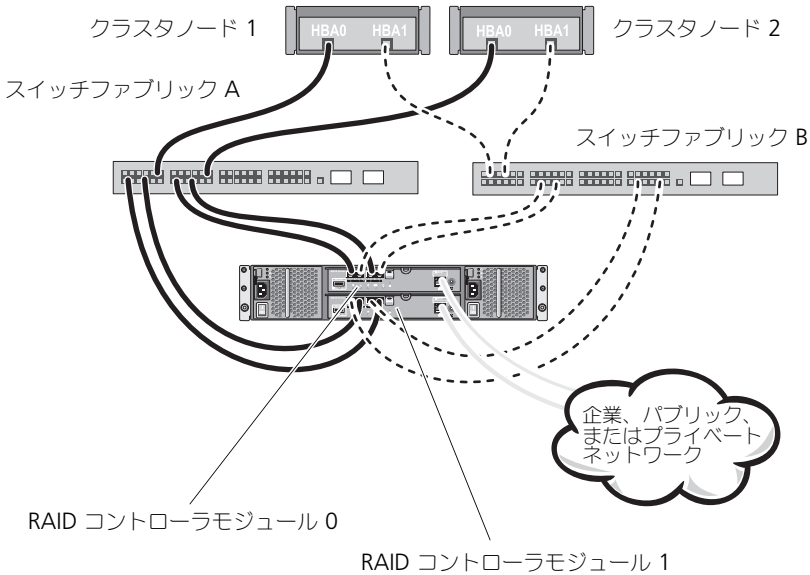 クラスタノード 1
HBA0 HBA1
HBA0 HBA1
クラスタノード 2
スイッチファブリック A
スイッチファブリック B
企業、パブリック、
またはプライベート
ネットワーク
RAID コントローラモジュール 0
RAID コントローラモジュール 1